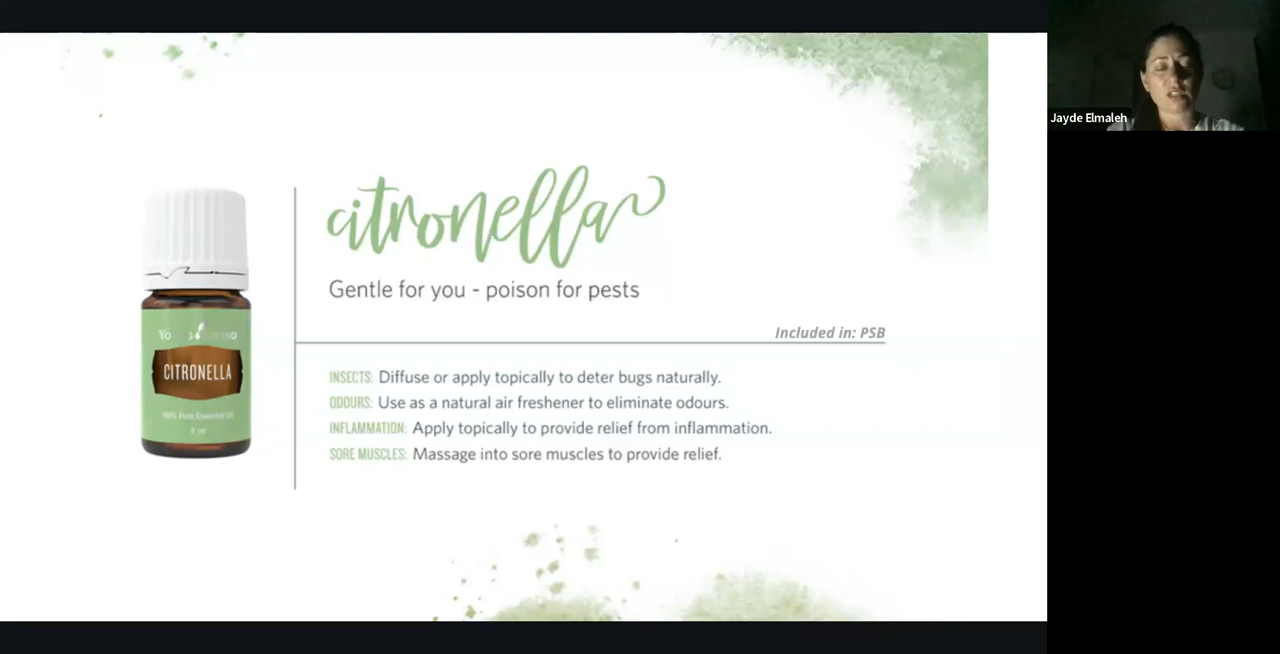 citronella
Gentle for you - poison for pests
Included in: PSB
INSECTS: Diffuse or apply topically to deter bugs naturally.
ODOURS: Use as a natural air freshener to eliminate odours.
INFLAMMATION: Apply topically to provide relief from inflammation.
SORE MUSCLES: Massage into sore muscles to provide relief.
CITRONELLA
100% Pure Essential Oil
5 ml
Jayde Elmaleh